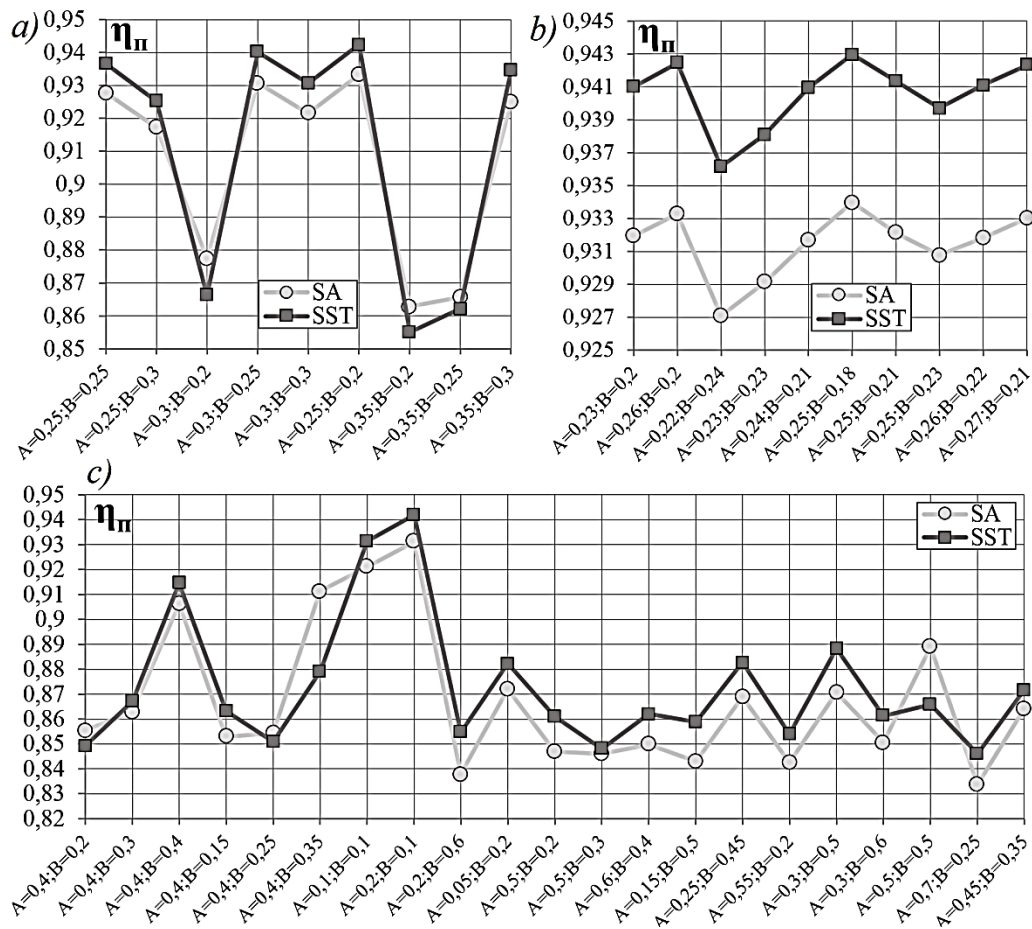 a)
η_п
0,95
0,94
0,93
0,92
0,91
0,9
0,89
0,88
0,87
0,86
0,85
SA
SST
A=0,25;B=0,25
A=0,25;B=0,3
A=0,3;B=0,2
A=0,3;B=0,25
A=0,3;B=0,3
A=0,25;B=0,2
A=0,35;B=0,2
A=0,35;B=0,25
A=0,35;B=0,3
b)
η_п
0,945
0,943
0,941
0,939
0,937
0,935
0,933
0,931
0,929
0,927
0,925
SA
SST
A=0,23;B=0,2
A=0,26;B=0,2
A=0,22;B=0,24
A=0,23;B=0,23
A=0,24;B=0,21
A=0,25;B=0,18
A=0,25;B=0,21
A=0,25;B=0,23
A=0,26;B=0,22
A=0,27;B=0,21
c)
η_п
0,95
0,94
0,93
0,92
0,91
0,9
0,89
0,88
0,87
0,86
0,85
0,84
0,83
0,82
SA
SST
A=0,4;B=0,2
A=0,4;B=0,3
A=0,4;B=0,4
A=0,4;B=0,15
A=0,4;B=0,25
A=0,4;B=0,35
A=0,11;B=0,1
A=0,2;B=0,1
A=0,2;B=0,6
A=0,05;B=0,2
A=0,5;B=0,2
A=0,5;B=0,3
A=0,6;B=0,4
A=0,15;B=0,5
A=0,25;B=0,45
A=0,55;B=0,2
A=0,3;B=0,5
A=0,3;B=0,6
A=0,5;B=0,5
A=0,7;B=0,25
A=0,45;B=0,35